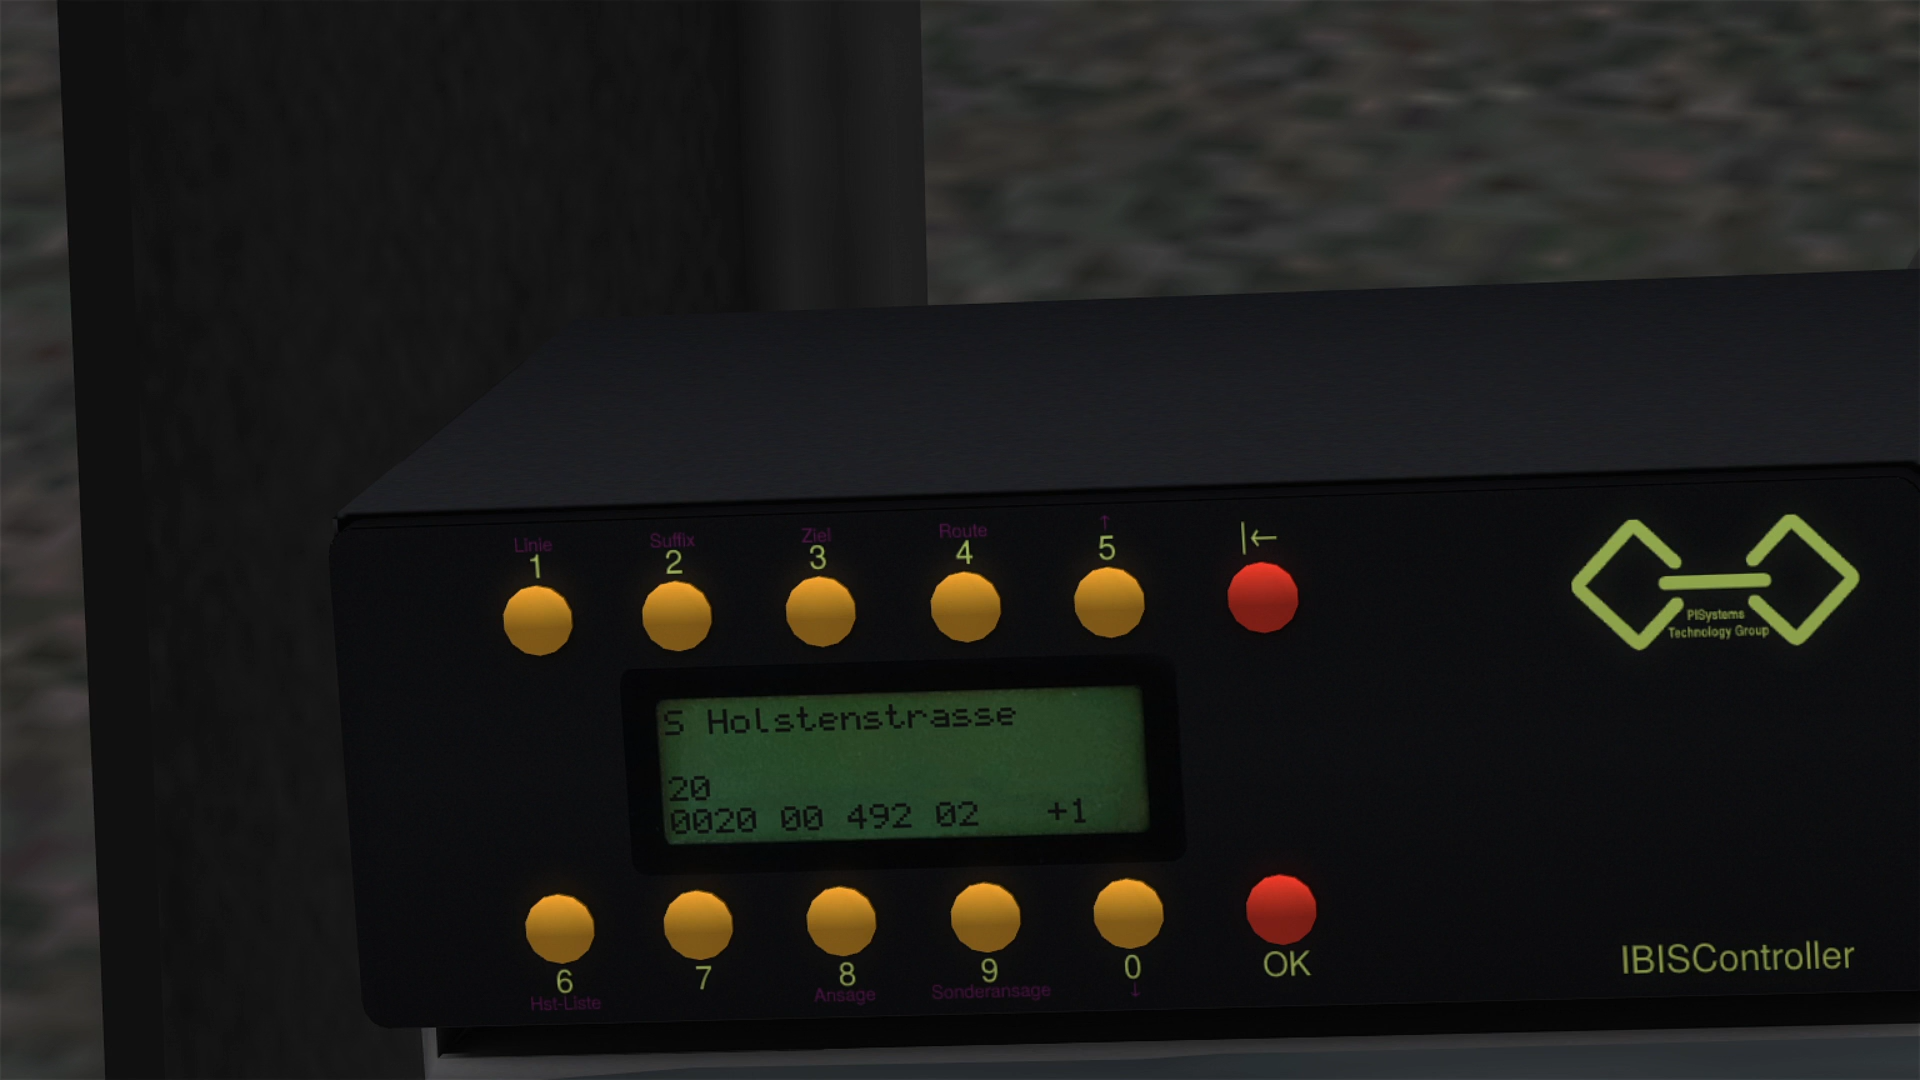 Linie Suffix Ziel Route ↑
1 2 3 4 5 |←
PISystems
Technology Group
S Holstenstrasse
20
0020 00 492 02 +1
6 7 8 9 0 OK
Hst-Liste Ansage Sonderansage ↓
IBISController